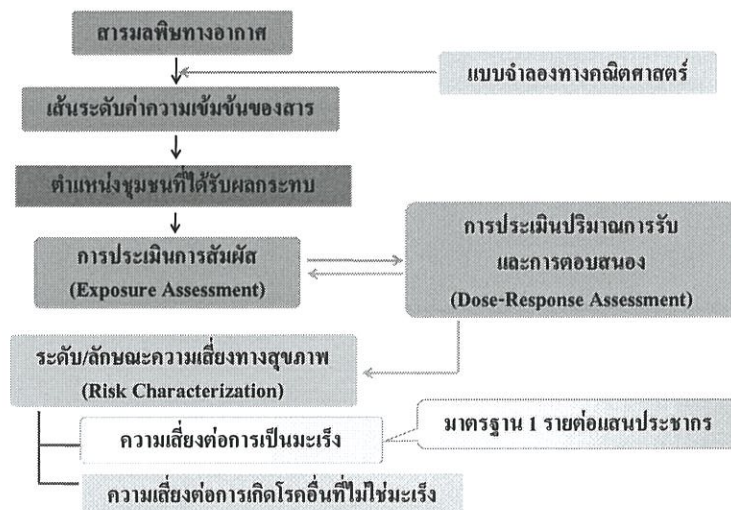 สารมลพิษทางอากาศ
แบบจำลองทางคณิตศาสตร์
เส้นระดับค่าความเข้มข้นของสาร
ตำแหน่งชุมชนที่ได้รับผลกระทบ
การประเมินการสัมผัส
(Exposure Assessment)
การประเมินปริมาณการรับ
และการตอบสนอง
(Dose-Response Assessment)
ระดับ/ลักษณะความเสี่ยงทางสุขภาพ
(Risk Characterization)
ความเสี่ยงต่อการเป็นมะเร็ง
มาตรฐาน 1 รายต่อแสนประชากร
ความเสี่ยงต่อการเกิดโรคอื่นที่ไม่ใช่มะเร็ง